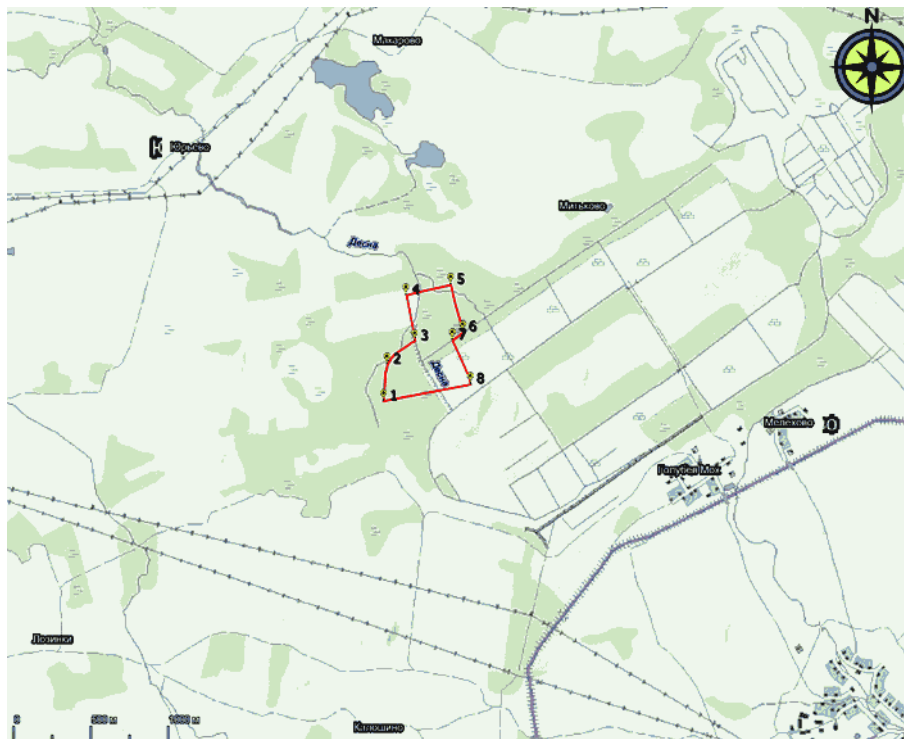 N
Макарово
Юрьево
Митьково
Десна
5
4
6
3
7
2
Десна
8
1
Мелехово
Голубев Мох
Лозинки
0
500 м
1000 м
Калошино